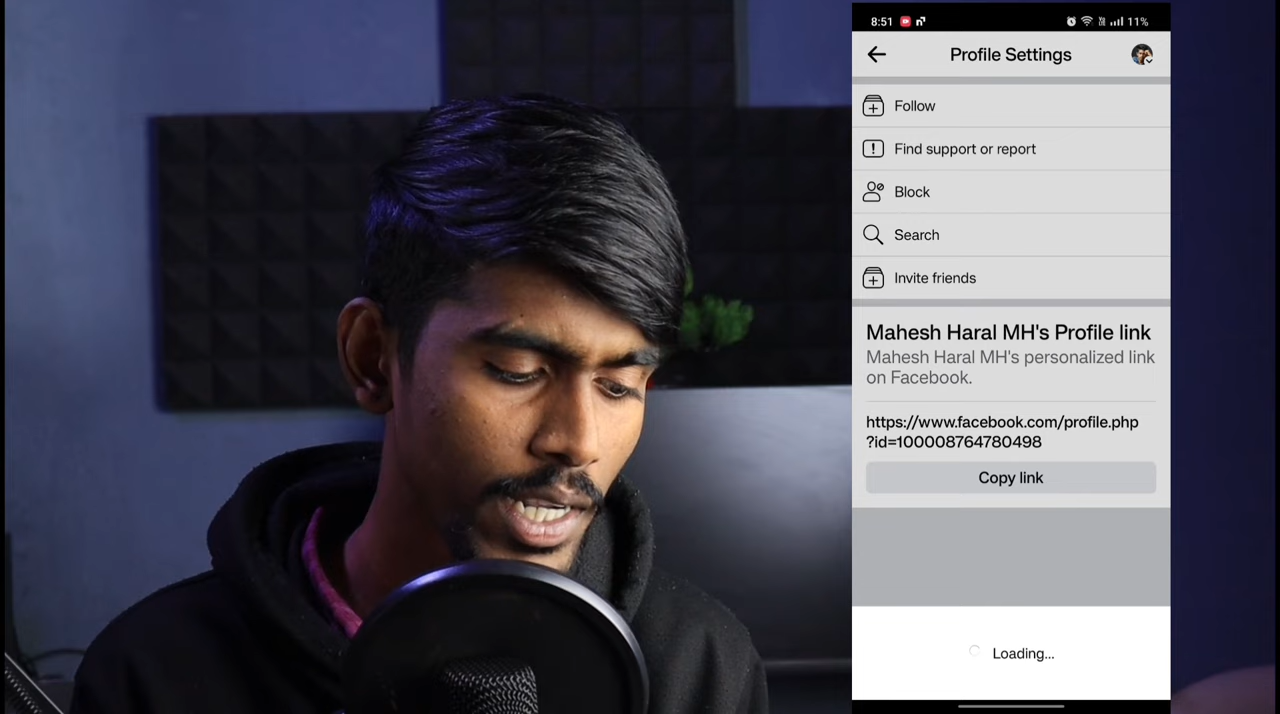 8:51
11%
Profile Settings
Follow
Find support or report
Block
Search
Invite friends
Mahesh Haral MH's Profile link
Mahesh Haral MH's personalized link
on Facebook.
https://www.facebook.com/profile.php
?id=100008764780498
Copy link
Loading...